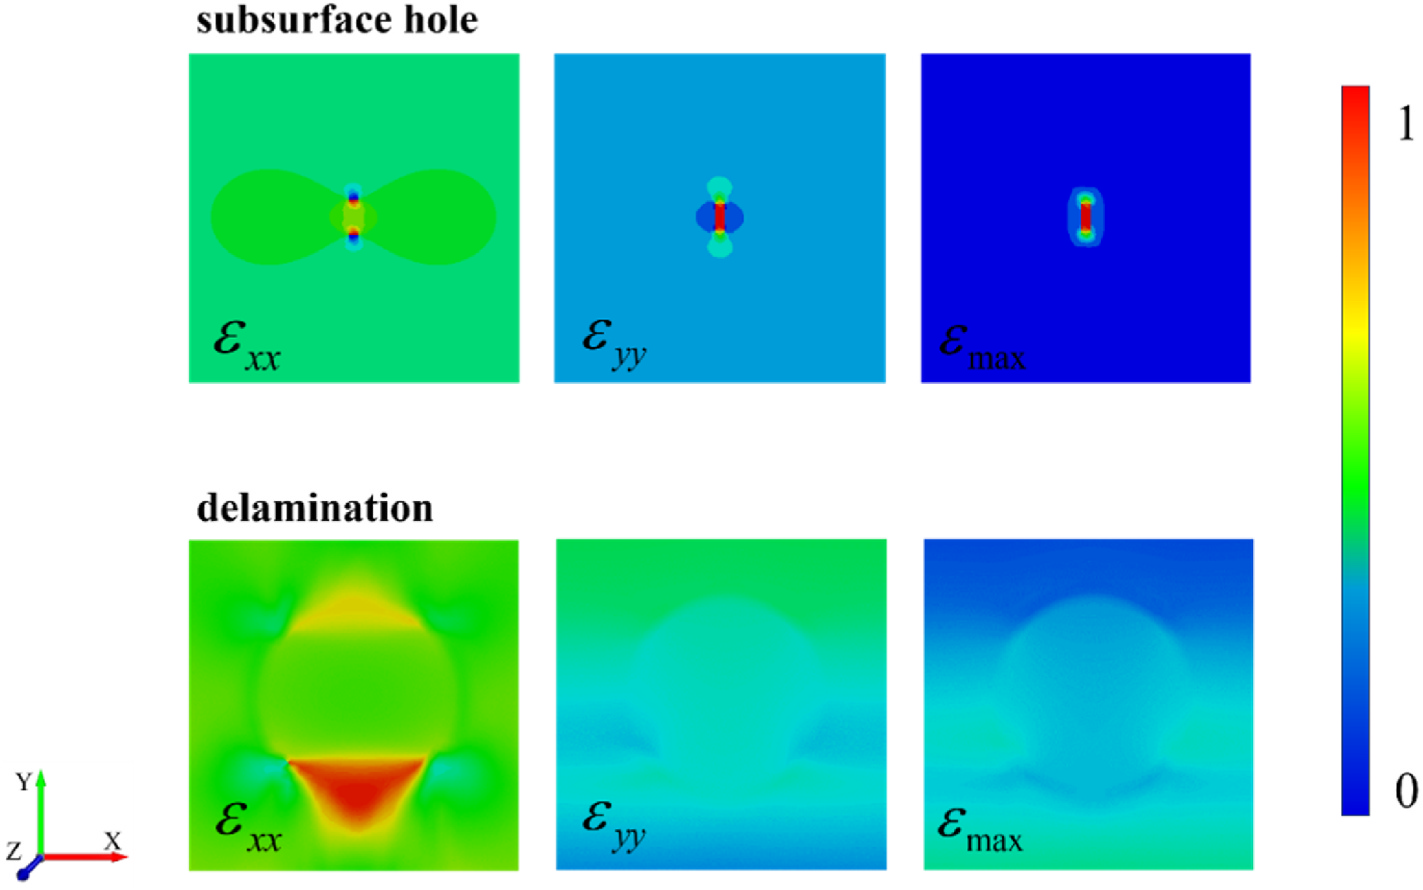 subsurface hole
εxx
εyy
εmax
1
delamination
εxx
εyy
εmax
0
Y
Z
X